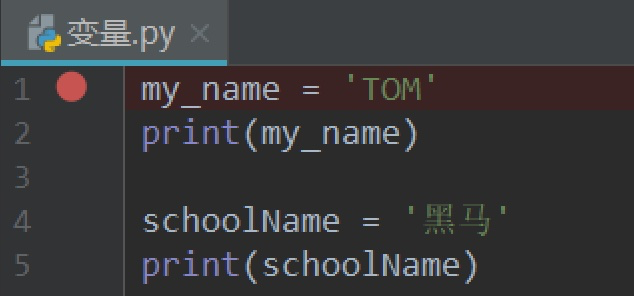 变量.py
1 my_name = 'TOM'
2 print(my_name)
3
4 schoolName = '黑马'
5 print(schoolName)